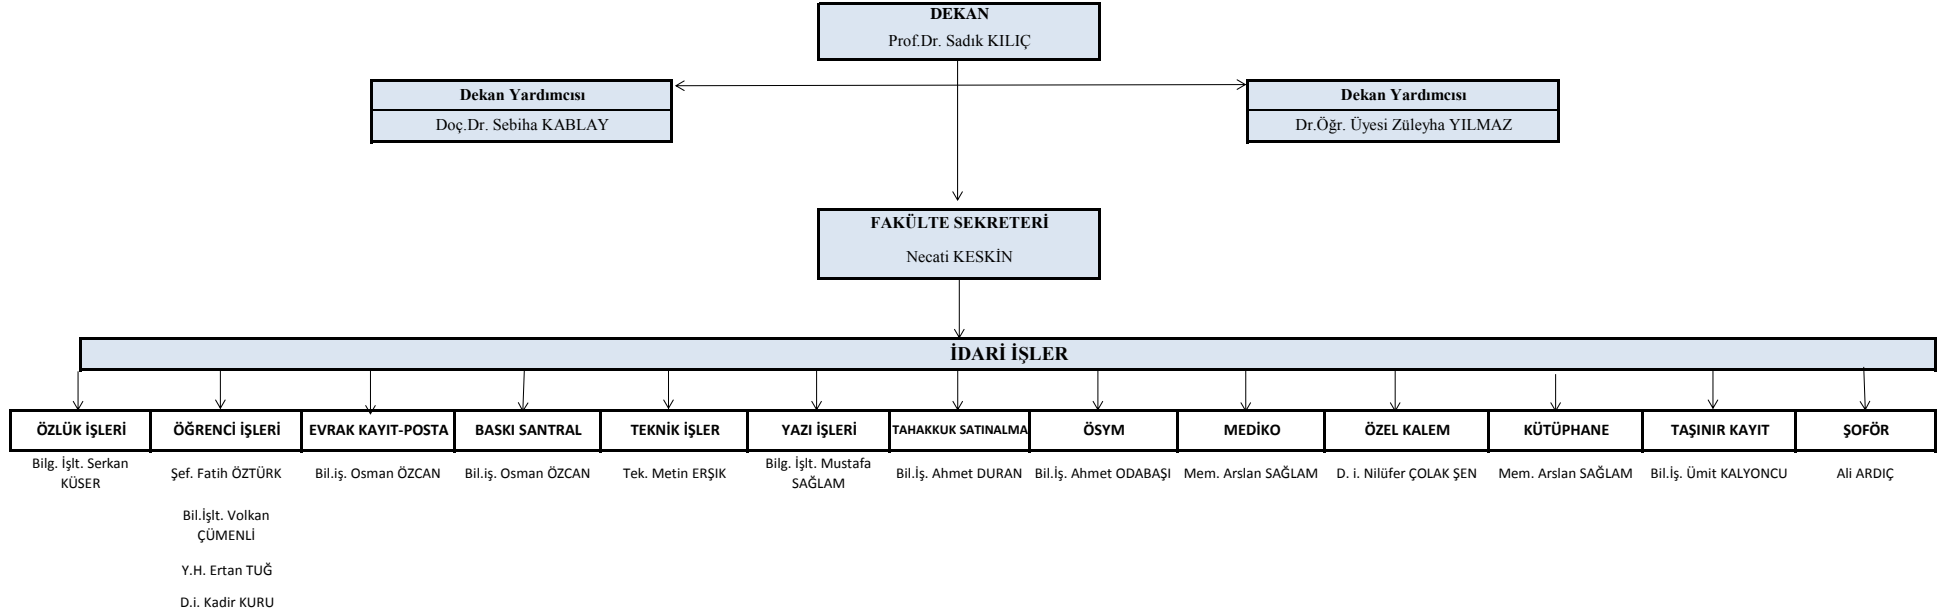 DEKAN
Prof.Dr. Sadık KILIÇ
Dekan Yardımcısı
Doç.Dr. Sebiha KABLAY
Dekan Yardımcısı
Dr.Öğr. Üyesi Züleyha YILMAZ
FAKÜLTE SEKRETERİ
Necati KESKİN
İDARİ İŞLER
ÖZLÜK İŞLERİ
ÖĞRENCİ İŞLERİ
EVRAK KAYIT-POSTA
BASKI SANTRAL
TEKNİK İŞLER
YAZI İŞLERİ
TAHAKKUK SATINALMA
ÖSYM
MEDİKO
ÖZEL KALEM
KÜTÜPHANE
TAŞINIR KAYIT
ŞOFÖR
Bilg. İşlt. Serkan
KÜSER
Şef. Fatih ÖZTÜRK
Bil.iş. Osman ÖZCAN
Bil.iş. Osman ÖZCAN
Tek. Metin ERŞIK
Bilg. İşlt. Mustafa
SAĞLAM
Bil.İş. Ahmet DURAN
Bil.İş. Ahmet ODABAŞI
Mem. Arslan SAĞLAM
D. i. Nilüfer ÇOLAK ŞEN
Mem. Arslan SAĞLAM
Bil.İş. Ümit KALYONCU
Ali ARDIÇ
Bil.İşlt. Volkan
ÇÜMENLİ
Y.H. Ertan TUĞ
D.i. Kadir KURU